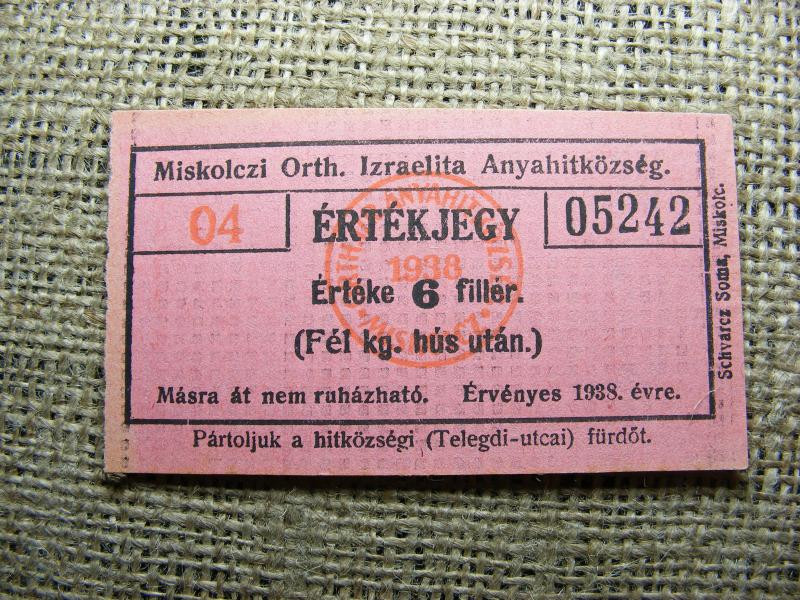 Miskolczi Orth. Izraelita Anyahitközség.
04
ÉRTÉKJEGY
05242
1938
Értéke 6 fillér.
(Fél kg. hús után.)
Másra át nem ruházható. Érvényes 1938. évre.
Pártoljuk a hitközségi (Telegdi-utcai) fürdőt.
Schvarcz Soma, Miskolc.